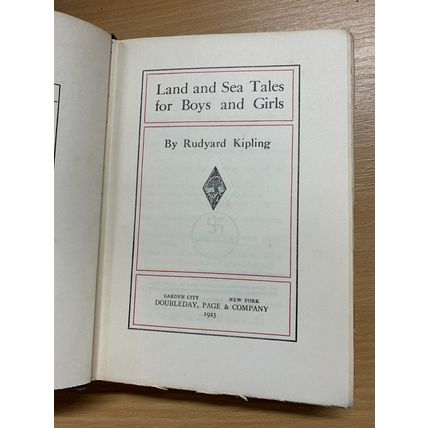 Land and Sea Tales
for Boys and Girls
By Rudyard Kipling
GARDEN CITY NEW YORK
DOUBLEDAY, PAGE & COMPANY
1923